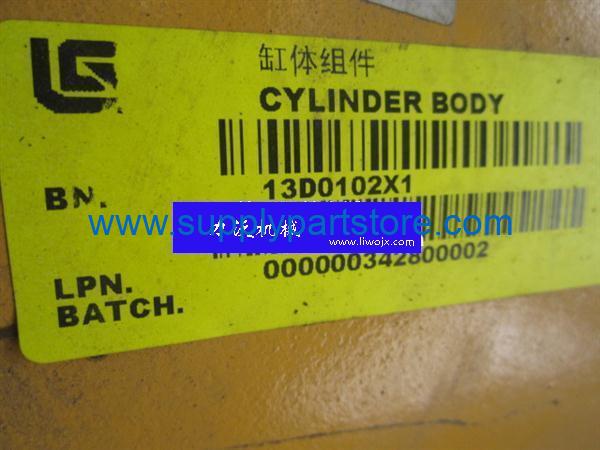 LG
缸体组件
CYLINDER BODY
BN.
13D0102X1
www.supplypartstore.com
沃机械
www.liwojx.com
LPN.
000000342800002
BATCH.